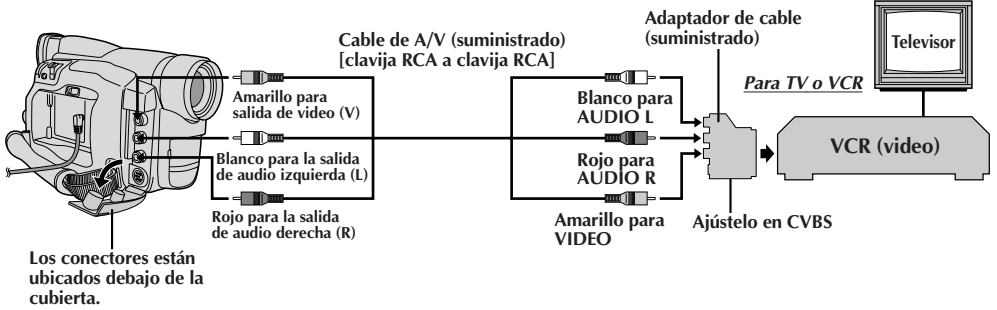 Adaptador de cable
(suministrado)
Televisor
Cable de A/V (suministrado)
[clavija RCA a clavija RCA]
Para TV o VCR
Amarillo para
salida de video (V)
Blanco para
AUDIO L
VCR (video)
Blanco para la salida
de audio izquierda (L)
Rojo para
AUDIO R
Rojo para la salida
de audio derecha (R)
Amarillo para
VIDEO
Ajústelo en CVBS
Los conectores están
ubicados debajo de la
cubierta.